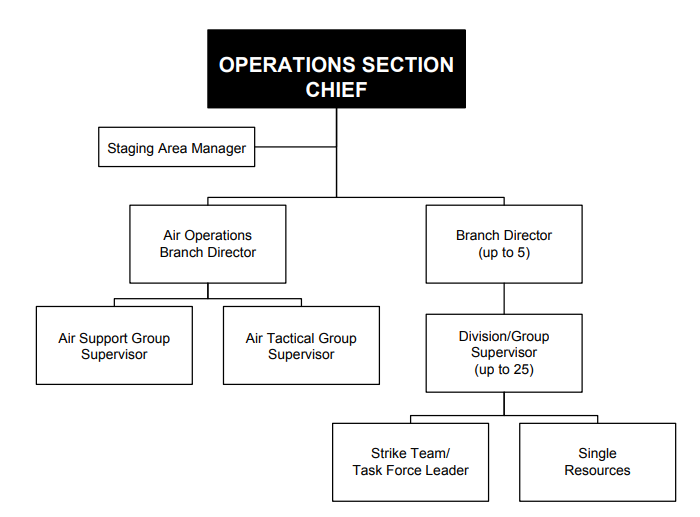 OPERATIONS SECTION
CHIEF
Staging Area Manager
Air Operations
Branch Director
Branch Director
(up to 5)
Air Support Group
Supervisor
Air Tactical Group
Supervisor
Division/Group
Supervisor
(up to 25)
Strike Team/
Task Force Leader
Single
Resources